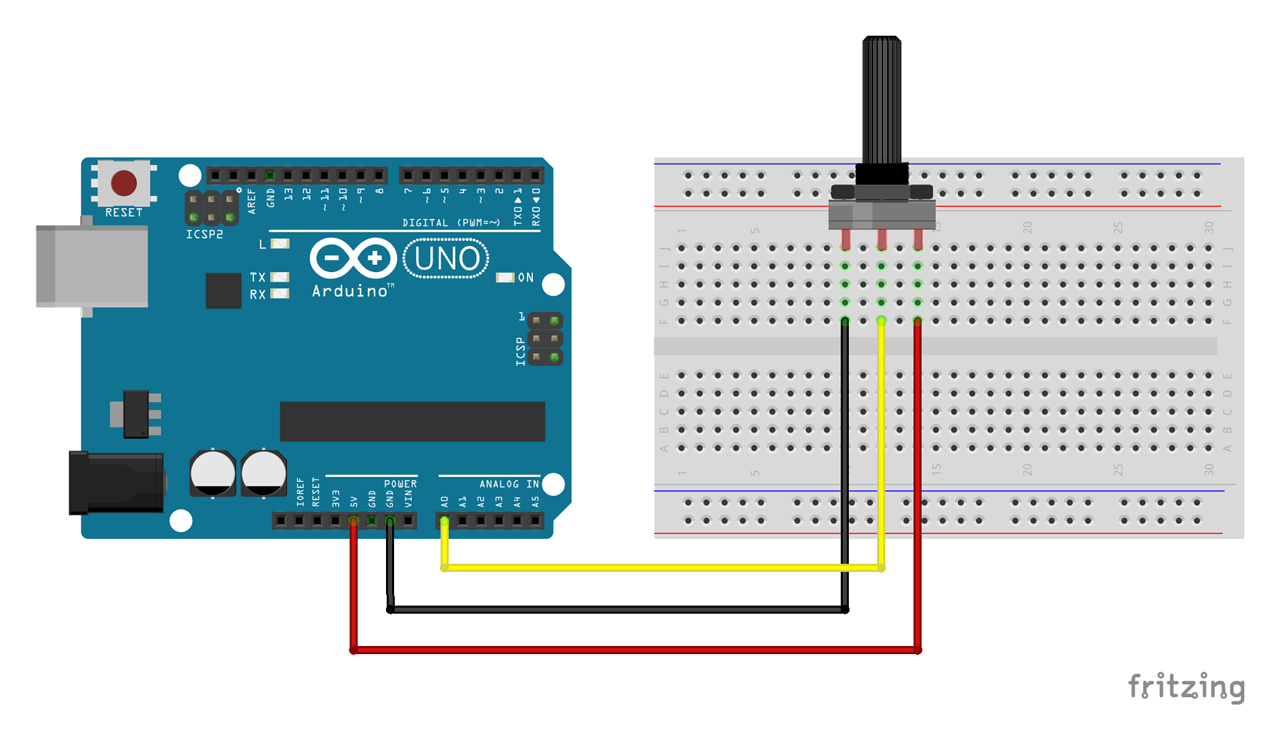 RESET
ICSP2
AREF
GND
13
12
~11
~10
~9
8
7
~6
~5
4
~3
2
TX0▶1
RX0◀0
DIGITAL (PWM=~)
L
TX
RX
Arduino™
UNO
ON
1
ICSP
IOREF
RESET
3V3
5V
GND
GND
VIN
POWER
ANALOG IN
A0
A1
A2
A3
A4
A5
1
5
15
20
25
30
J
I
H
G
F
J
I
H
G
F
E
D
C
B
A
E
D
C
B
A
1
5
15
20
25
30
fritzing